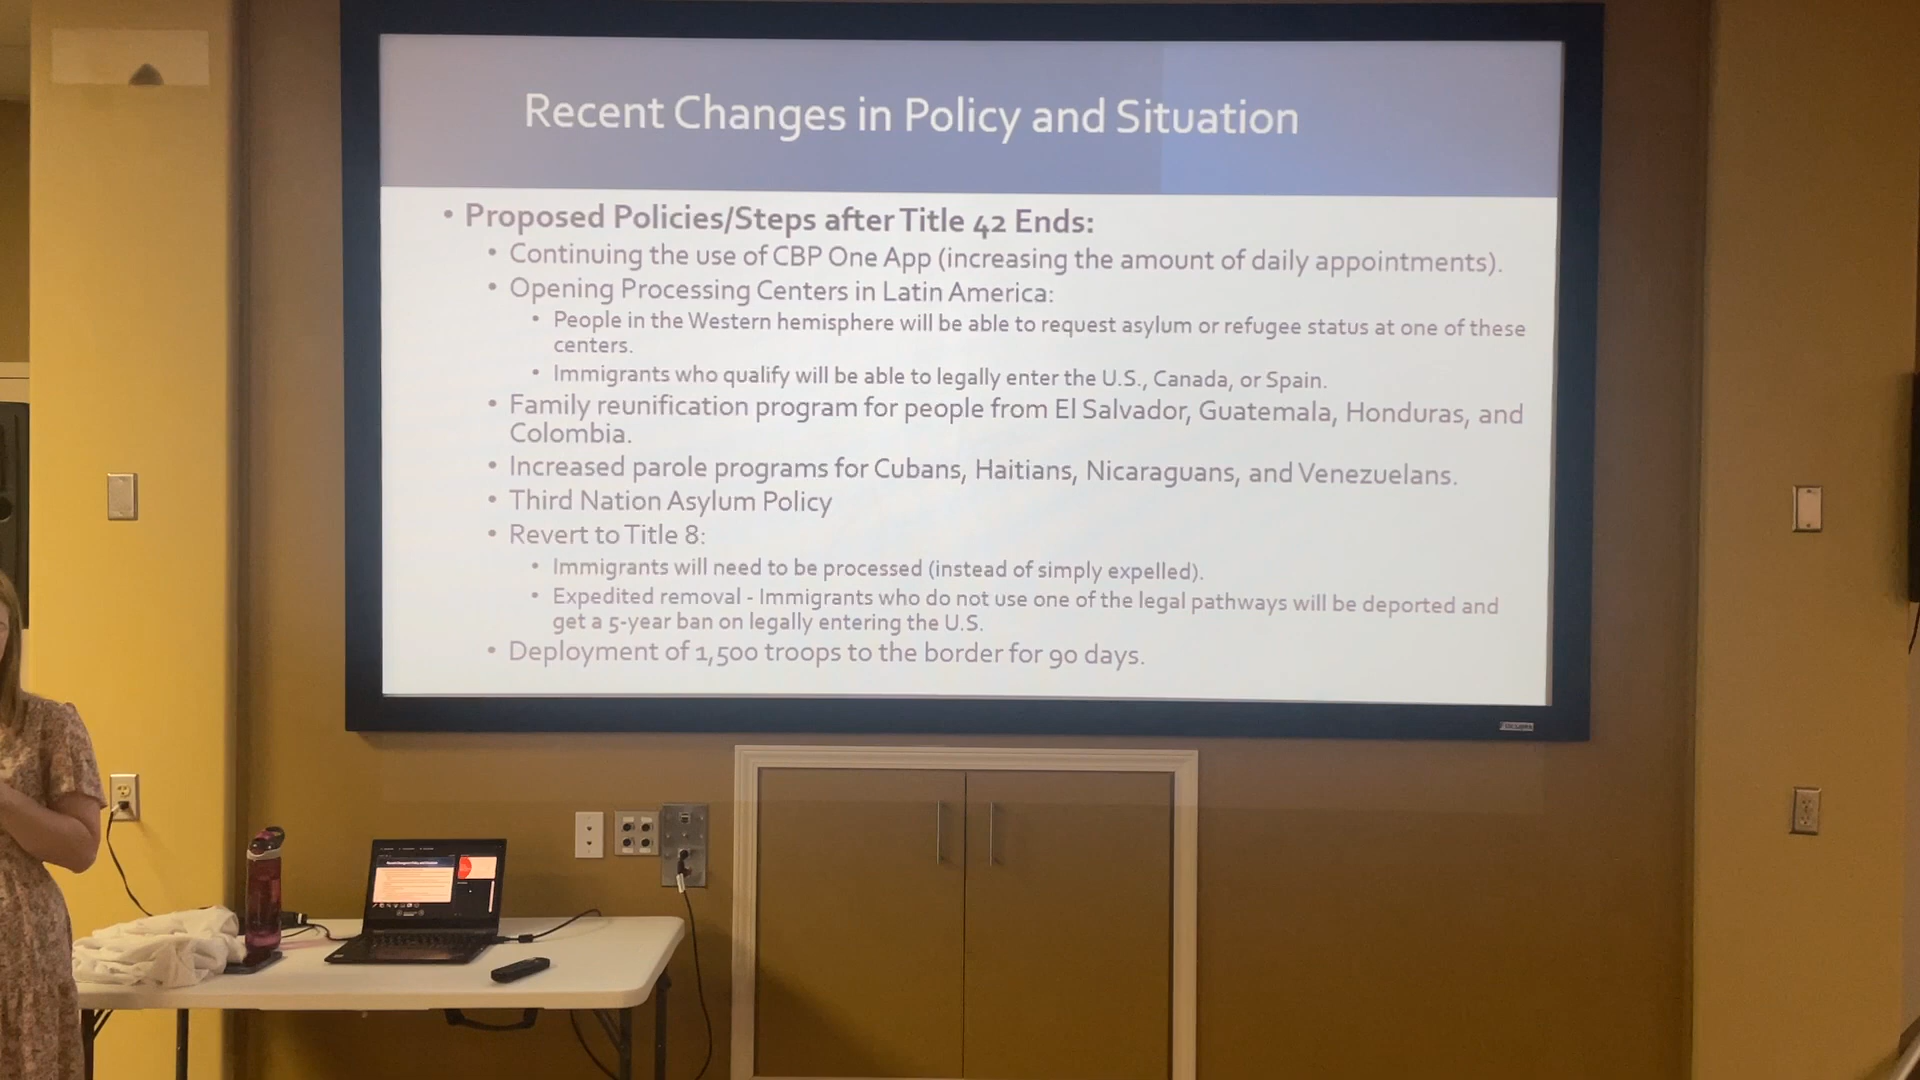 Recent Changes in Policy and Situation
• Proposed Policies/Steps after Title 42 Ends:
• Continuing the use of CBP One App (increasing the amount of daily appointments).
• Opening Processing Centers in Latin America:
• People in the Western hemisphere will be able to request asylum or refugee status at one of these
centers.
• Immigrants who qualify will be able to legally enter the U.S., Canada, or Spain.
• Family reunification program for people from El Salvador, Guatemala, Honduras, and
Colombia.
• Increased parole programs for Cubans, Haitians, Nicaraguans, and Venezuelans.
• Third Nation Asylum Policy
• Revert to Title 8:
• Immigrants will need to be processed (instead of simply expelled).
• Expedited removal - Immigrants who do not use one of the legal pathways will be deported and
get a 5-year ban on legally entering the U.S.
• Deployment of 1,500 troops to the border for 90 days.